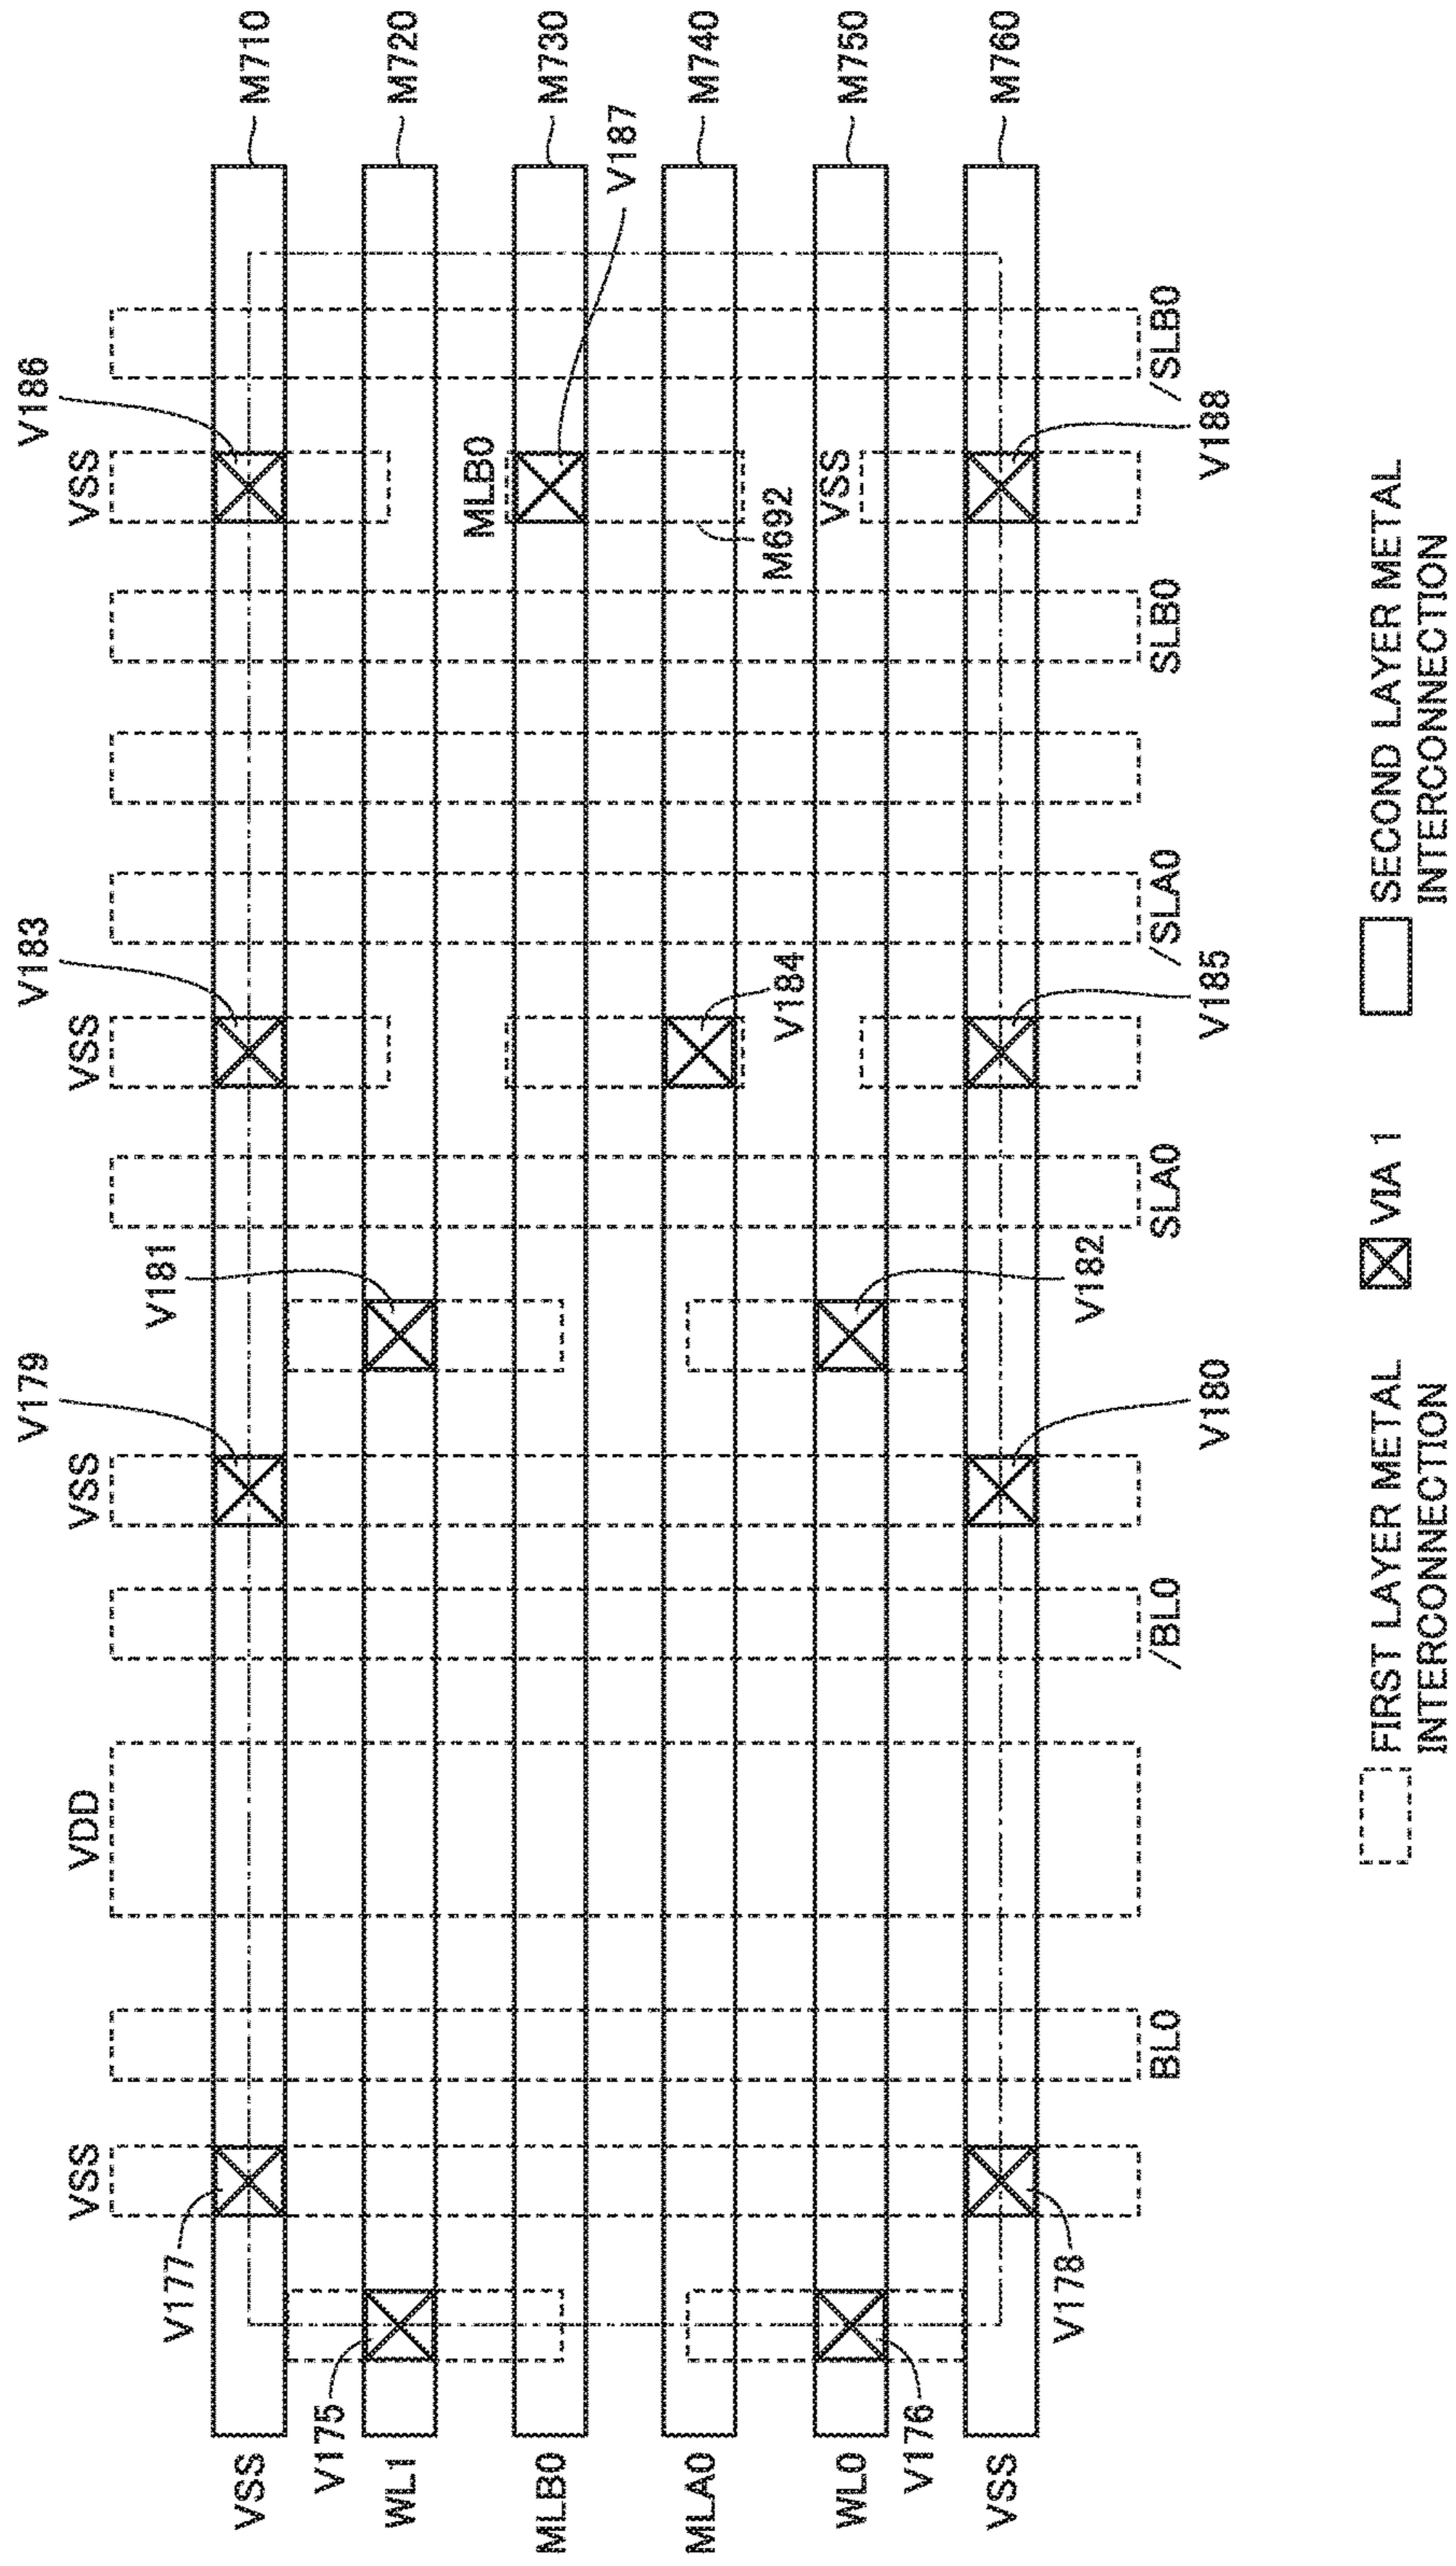 VSS
VSS
VDD
VSS
VSS
VSS
V177
V179
V181
V183
V186
VSS
WL1
MLB0
MLA0
WL0
VSS
V175
V176
V178
V180
V182
V184
V185
V187
V188
MLB0
M692
VSS
M710
M720
M730
M740
M750
M760
BL0
/BL0
SLA0
/SLA0
SLB0
/SLB0
FIRST LAYER METAL
INTERCONNECTION
VIA 1
SECOND LAYER METAL
INTERCONNECTION